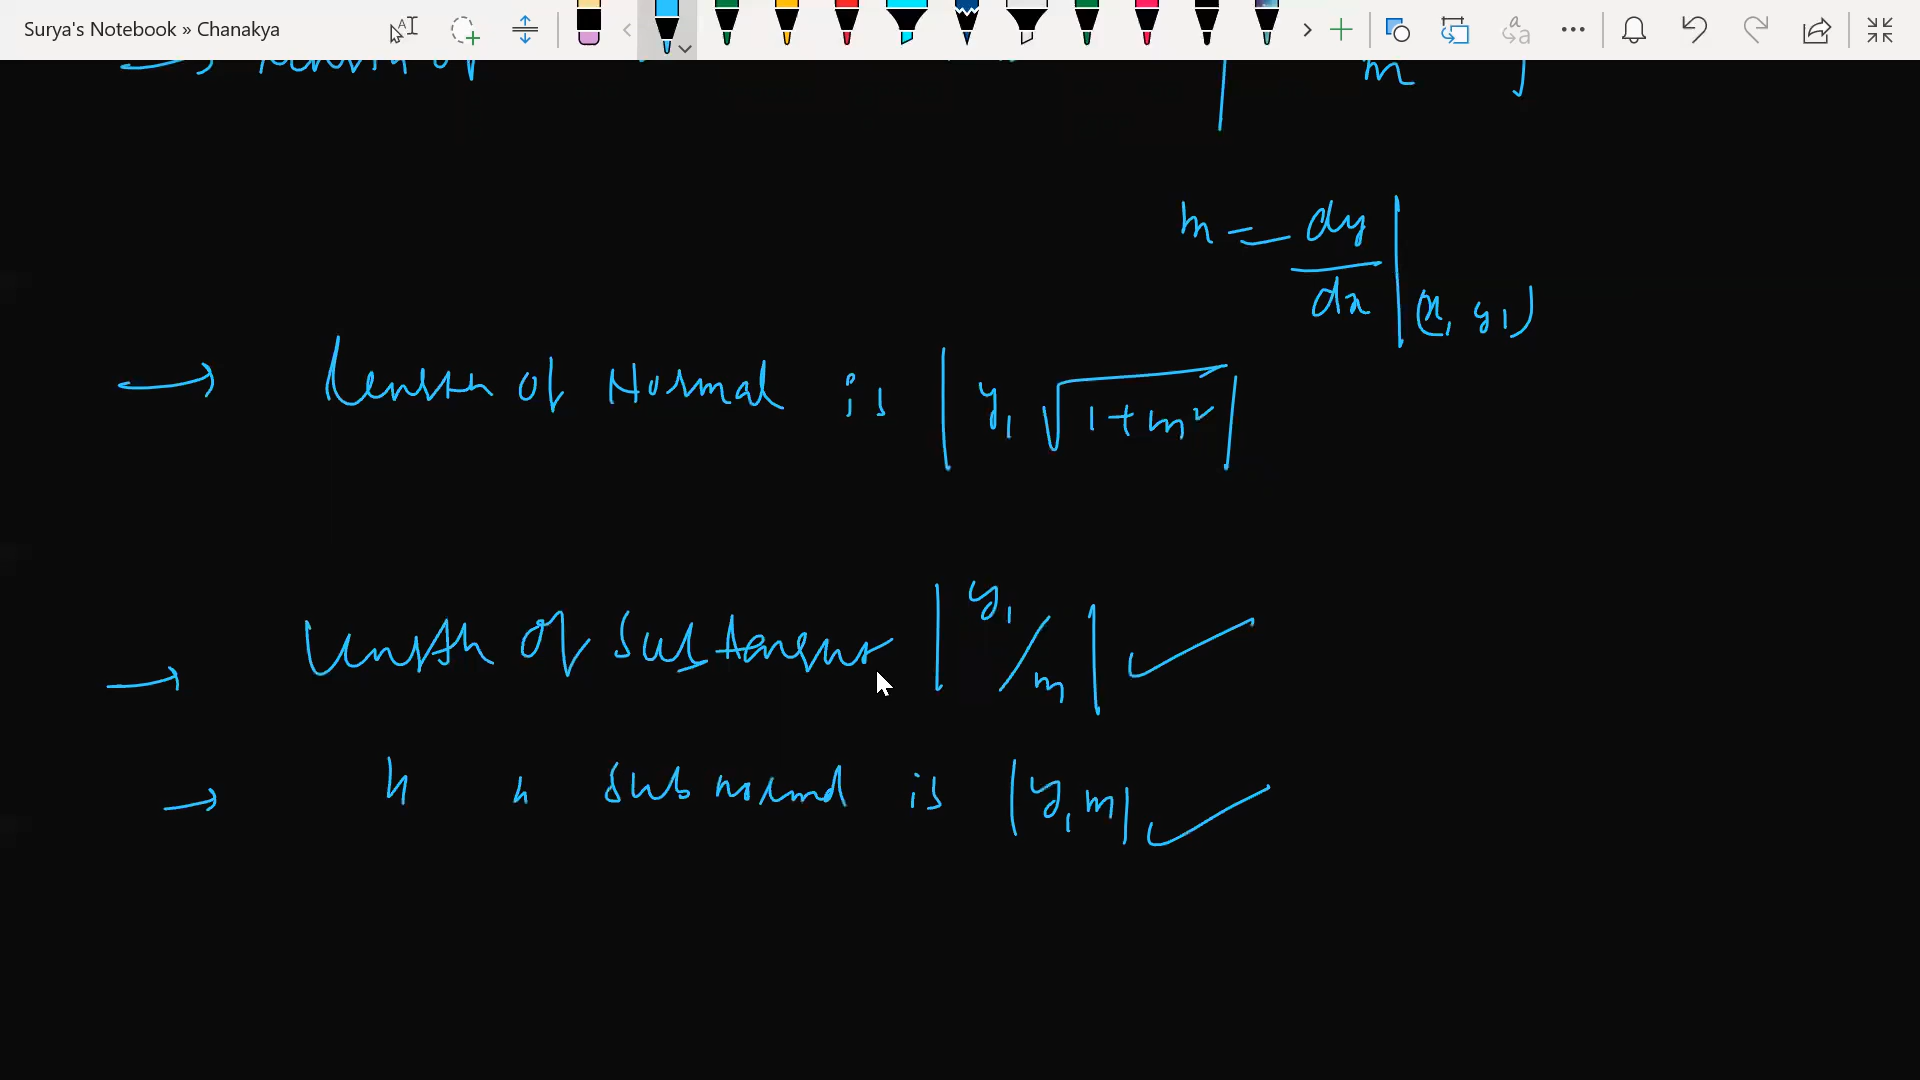 Surya's Notebook » Chanakya
m
m = dy/dx |(x₁ y₁)
→ Length of Normal is | y₁ √1+m² |
→ Length of Subtangent | y₁/m | ✓
→ 〃 〃 Subnormal is |y₁m| ✓